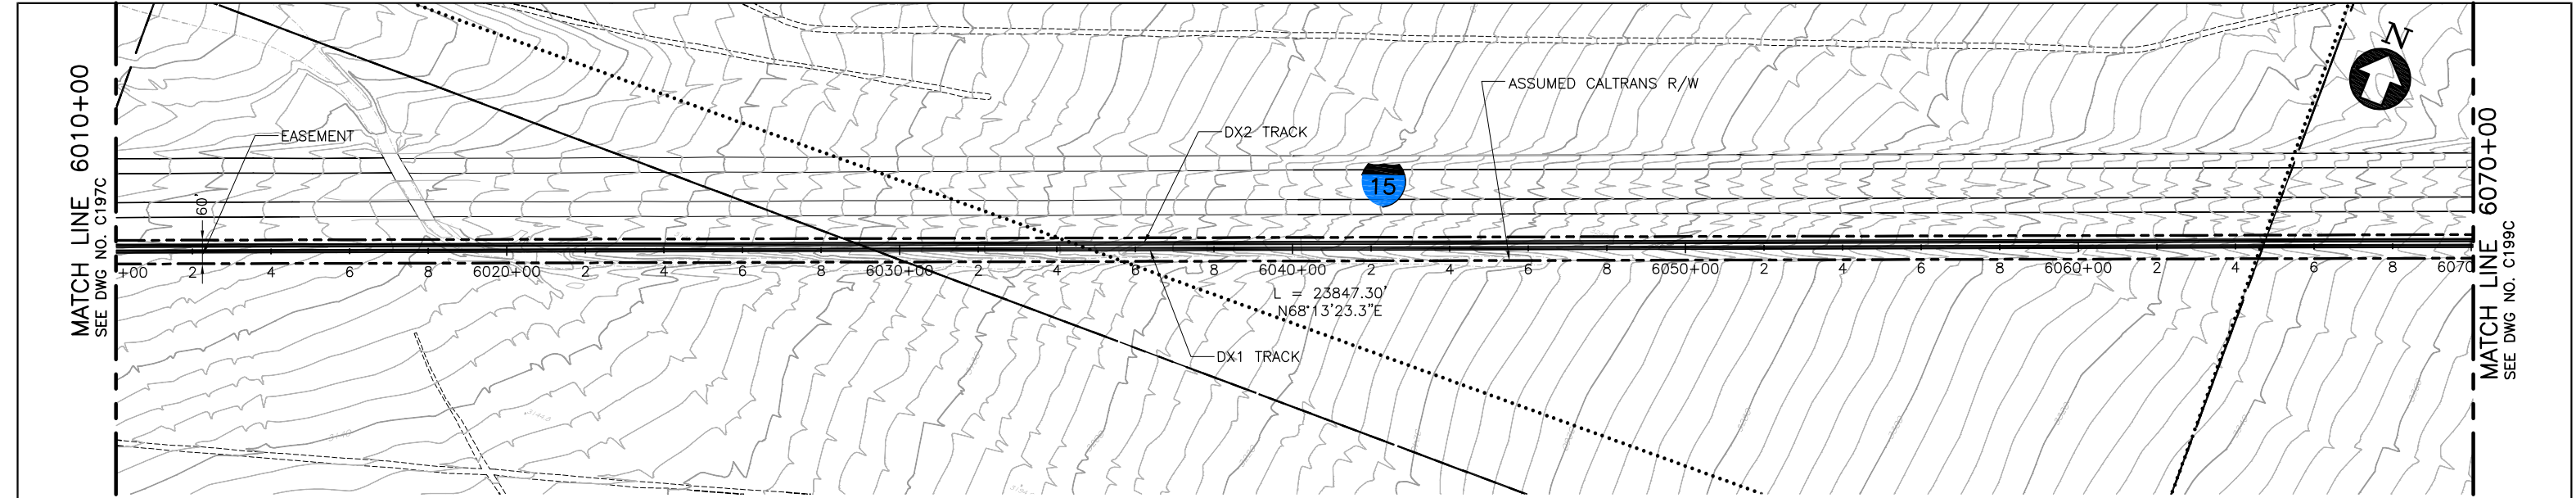 MATCH LINE 6010+00
SEE DWG NO. C197C
EASEMENT
60'
DX2 TRACK
ASSUMED CALTRANS R/W
15
N
MATCH LINE 6070+00
SEE DWG NO. C199C
+00 2 4 6 8 6020+00 2 4 6 8 6030+00 2 4 6 8 6040+00 2 4 6 8 6050+00 2 4 6 8 6060+00 2 4 6 8 6070
L = 23847.30'
N68°13'23.3"E
DX1 TRACK